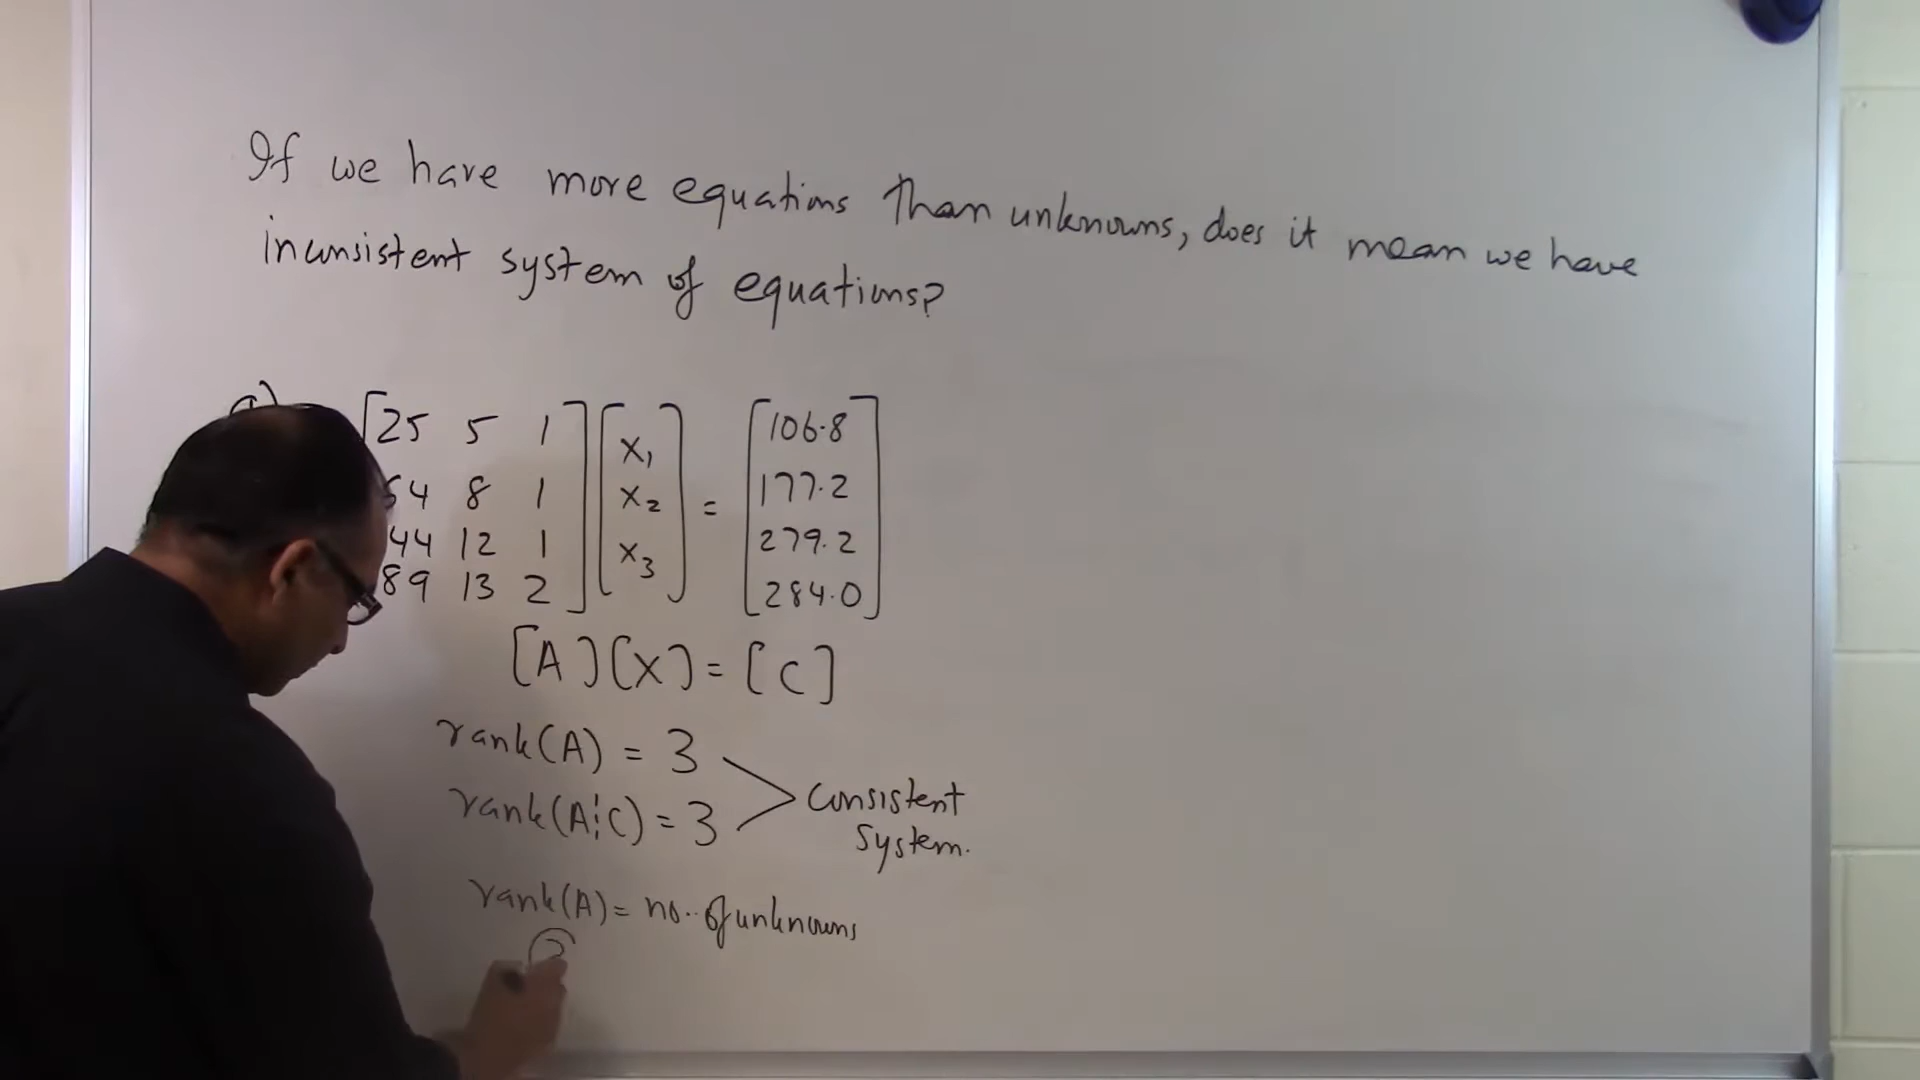 If we have more equations than unknowns, does it mean we have
inconsistent system of equations?
a)
25 5 1 x1 106.8
64 8 1 x2 = 177.2
44 12 1 x3 279.2
89 13 2 284.0
[A][X]=[C]
rank(A) = 3
rank(A¦C) = 3
Consistent
System.
rank(A) = no. of unknowns